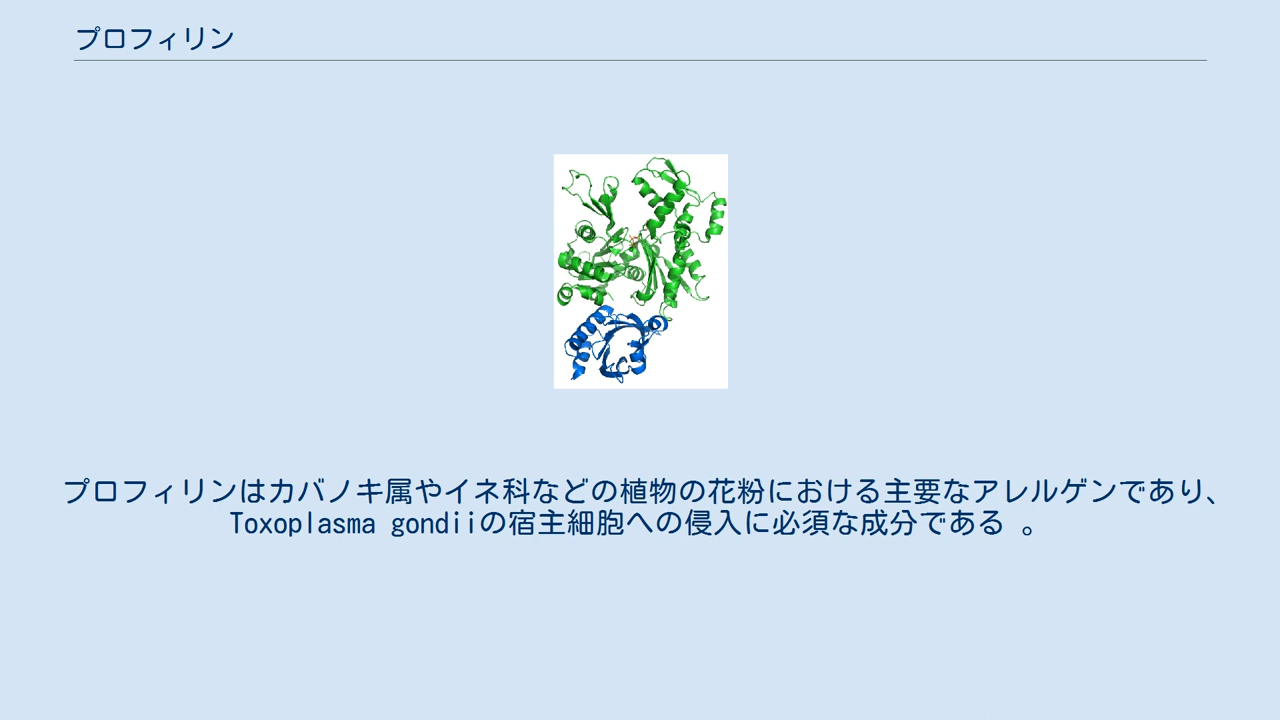 プロフィリン
プロフィリンはカバノキ属やイネ科などの植物の花粉における主要なアレルゲンであり、
Toxoplasma gondiiの宿主細胞への侵入に必須な成分である 。